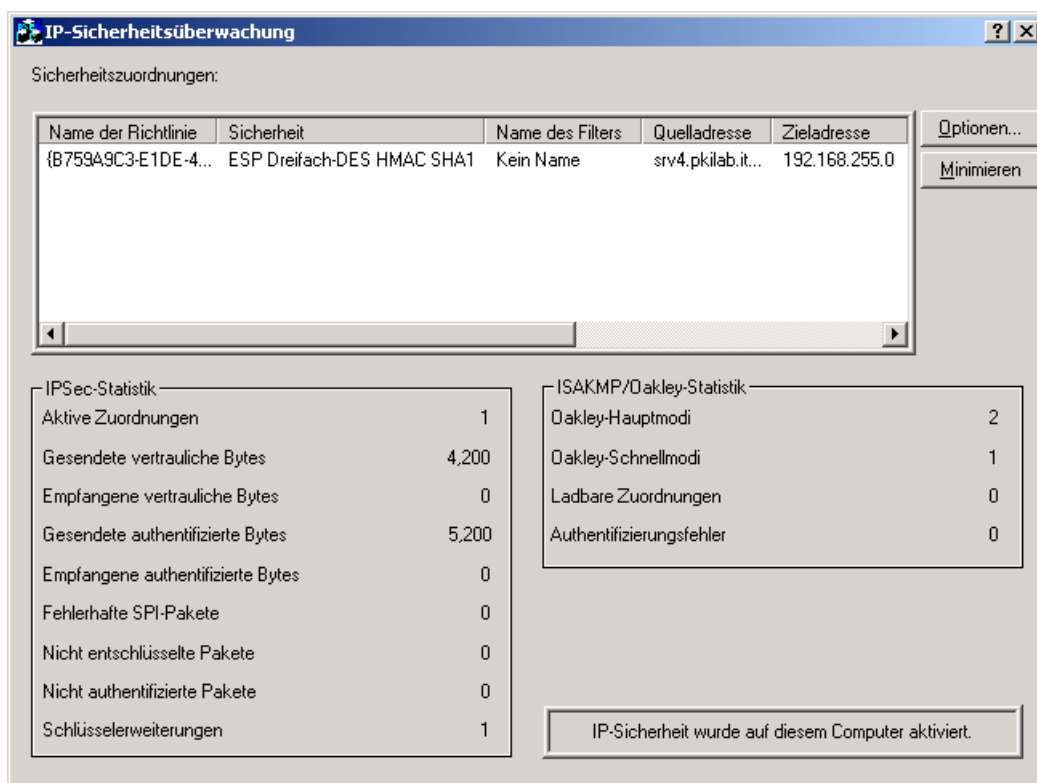 IP-Sicherheitsüberwachung
Sicherheitszuordnungen:
Name der Richtlinie Sicherheit Name des Filters Quelladresse Zieladresse
{B759A9C3-E1DE-4... ESP Dreifach-DES HMAC SHA1 Kein Name srv4.pkilab.it... 192.168.255.0
Optionen...
Minimieren
IPSec-Statistik
Aktive Zuordnungen 1
Gesendete vertrauliche Bytes 4,200
Empfangene vertrauliche Bytes 0
Gesendete authentifizierte Bytes 5,200
Empfangene authentifizierte Bytes 0
Fehlerhafte SPI-Pakete 0
Nicht entschlüsselte Pakete 0
Nicht authentifizierte Pakete 0
Schlüsselerweiterungen 1
ISAKMP/Oakley-Statistik
Oakley-Hauptmodi 2
Oakley-Schnellmodi 1
Ladbare Zuordnungen 0
Authentifizierungsfehler 0
IP-Sicherheit wurde auf diesem Computer aktiviert.